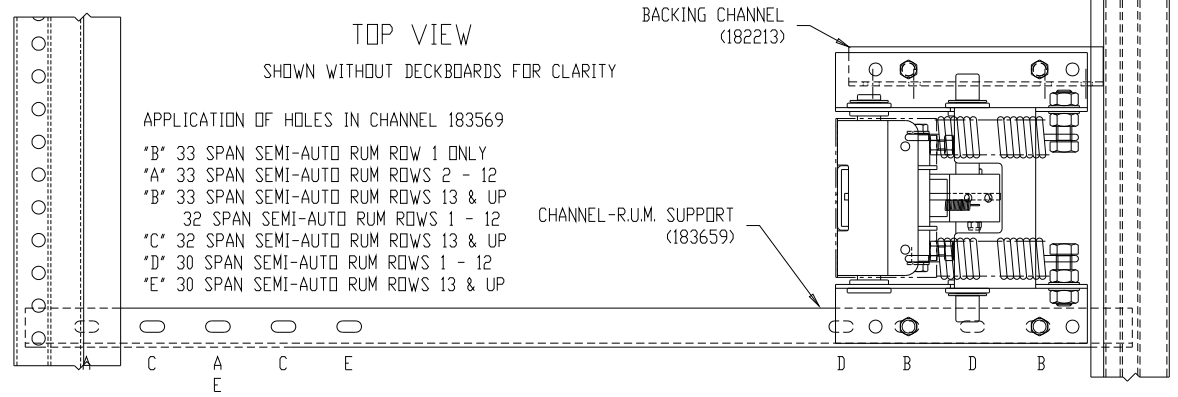 BACKING CHANNEL
(182213)
TOP VIEW
SHOWN WITHOUT DECKBOARDS FOR CLARITY
APPLICATION OF HOLES IN CHANNEL 183569
"B" 33 SPAN SEMI-AUTO RUM ROW 1 ONLY
"A" 33 SPAN SEMI-AUTO RUM ROWS 2 - 12
"B" 33 SPAN SEMI-AUTO RUM ROWS 13 & UP
32 SPAN SEMI-AUTO RUM ROWS 1 - 12
"C" 32 SPAN SEMI-AUTO RUM ROWS 13 & UP
"D" 30 SPAN SEMI-AUTO RUM ROWS 1 - 12
"E" 30 SPAN SEMI-AUTO RUM ROWS 13 & UP
CHANNEL-R.U.M. SUPPORT
(183659)
A C A C E D B D B
E